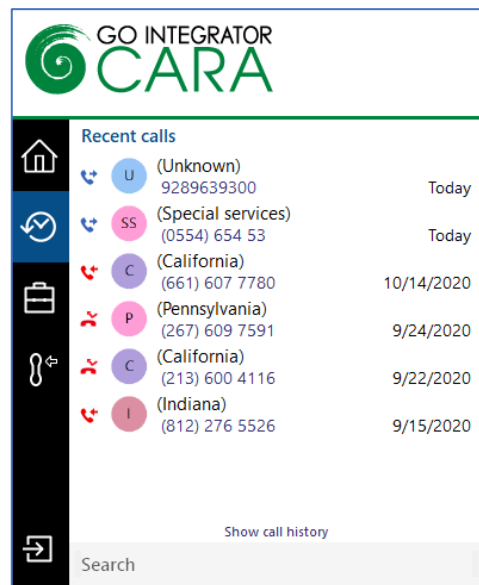 GO INTEGRATOR
CARA
Recent calls
U (Unknown)
9289639300 Today
SS (Special services)
(0554) 654 53 Today
C (California)
(661) 607 7780 10/14/2020
P (Pennsylvania)
(267) 609 7591 9/24/2020
C (California)
(213) 600 4116 9/22/2020
I (Indiana)
(812) 276 5526 9/15/2020
Show call history
Search